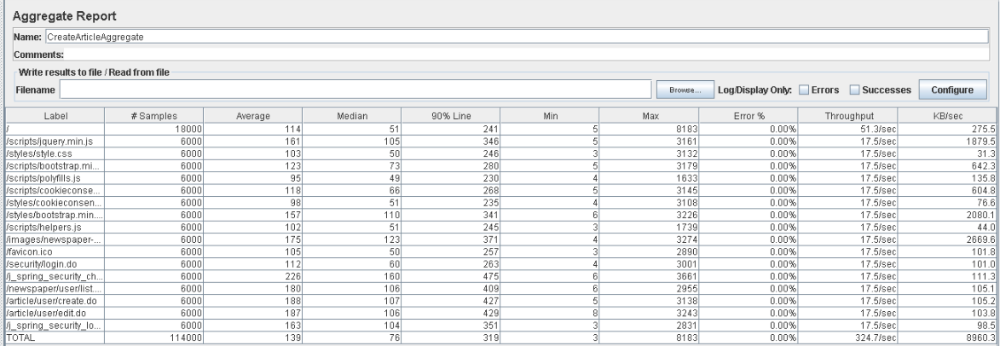 Aggregate Report
Name: CreateArticleAggregate
Comments:
Write results to file / Read from file
Filename Browse... Log/Display Only: Errors Successes Configure
Label # Samples Average Median 90% Line Min Max Error % Throughput KB/sec
/ 18000 114 51 241 5 8183 0.00% 51.3/sec 275.5
/scripts/jquery.min.js 6000 161 105 346 5 3161 0.00% 17.5/sec 1879.5
/styles/style.css 6000 103 50 246 3 3132 0.00% 17.5/sec 31.3
/scripts/bootstrap.mi... 6000 123 73 280 5 3179 0.00% 17.5/sec 642.3
/scripts/polyfills.js 6000 95 49 230 4 1633 0.00% 17.5/sec 135.8
/scripts/cookieconse... 6000 118 66 268 5 3145 0.00% 17.5/sec 604.8
/styles/cookieconsen... 6000 98 51 235 4 3108 0.00% 17.5/sec 76.6
/styles/bootstrap.min.... 6000 157 110 341 6 3226 0.00% 17.5/sec 2080.1
/scripts/helpers.js 6000 102 51 245 3 1739 0.00% 17.5/sec 44.0
/images/newspaper-... 6000 175 123 371 4 3274 0.00% 17.5/sec 2669.6
/favicon.ico 6000 105 50 257 3 2890 0.00% 17.5/sec 101.8
/security/login.do 6000 112 60 263 4 3001 0.00% 17.5/sec 101.0
/j_spring_security_ch... 6000 226 160 475 6 3661 0.00% 17.5/sec 111.3
/newspaper/user/list.... 6000 180 106 409 6 2955 0.00% 17.5/sec 105.1
/article/user/create.do 6000 188 107 427 5 3138 0.00% 17.5/sec 105.2
/article/user/edit.do 6000 187 106 429 8 3243 0.00% 17.5/sec 103.8
/j_spring_security_lo... 6000 163 104 351 3 2831 0.00% 17.5/sec 98.5
TOTAL 114000 139 76 319 3 8183 0.00% 324.7/sec 8960.3